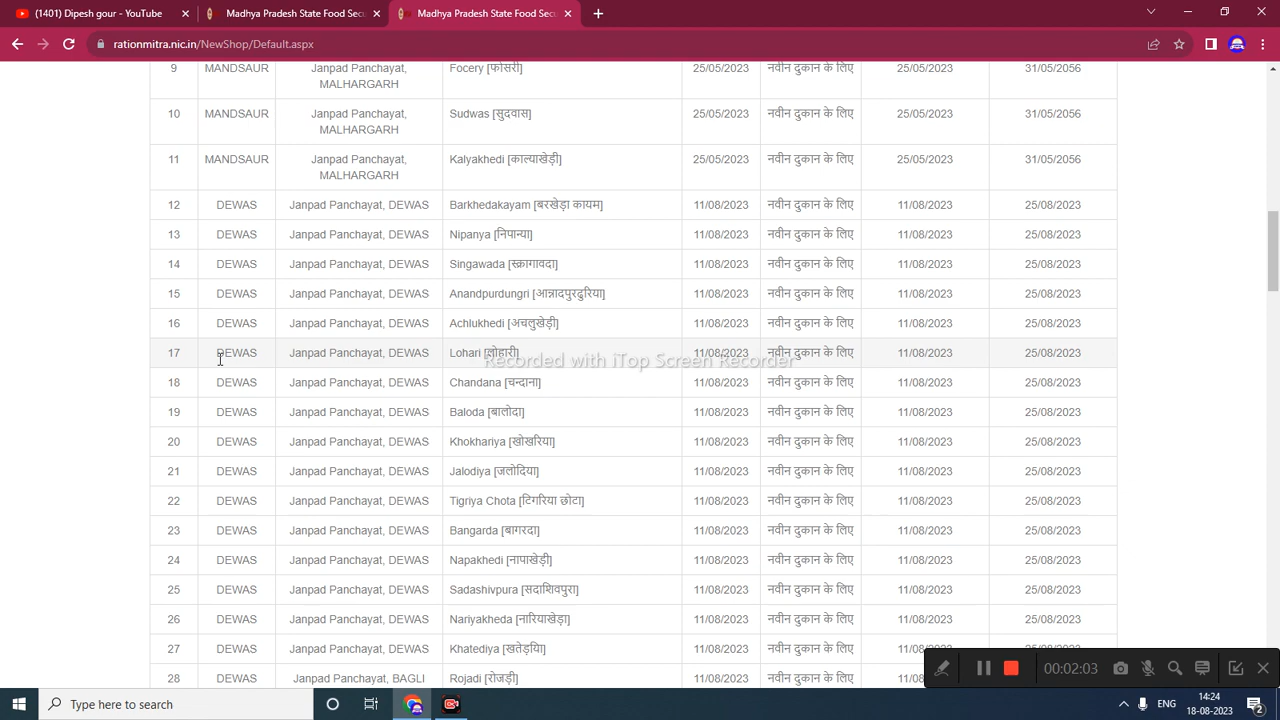 (1401) Dipesh gour - YouTube
Madhya Pradesh State Food Secu
Madhya Pradesh State Food Secu
rationmitra.nic.in/NewShop/Default.aspx
9 MANDSAUR Janpad Panchayat, MALHARGARH Focery [फोसरी] 25/05/2023 नवीन दुकान के लिए 25/05/2023 31/05/2056
10 MANDSAUR Janpad Panchayat, MALHARGARH Sudwas [सुदवास] 25/05/2023 नवीन दुकान के लिए 25/05/2023 31/05/2056
11 MANDSAUR Janpad Panchayat, MALHARGARH Kalyakhedi [काल्याखेड़ी] 25/05/2023 नवीन दुकान के लिए 25/05/2023 31/05/2056
12 DEWAS Janpad Panchayat, DEWAS Barkhedakayam [बरखेड़ा कायम] 11/08/2023 नवीन दुकान के लिए 11/08/2023 25/08/2023
13 DEWAS Janpad Panchayat, DEWAS Nipanya [निपान्या] 11/08/2023 नवीन दुकान के लिए 11/08/2023 25/08/2023
14 DEWAS Janpad Panchayat, DEWAS Singawada [स्क्रागावदा] 11/08/2023 नवीन दुकान के लिए 11/08/2023 25/08/2023
15 DEWAS Janpad Panchayat, DEWAS Anandpurdungri [आन्नादपुरढुरिया] 11/08/2023 नवीन दुकान के लिए 11/08/2023 25/08/2023
16 DEWAS Janpad Panchayat, DEWAS Achlukhedi [अचलुखेड़ी] 11/08/2023 नवीन दुकान के लिए 11/08/2023 25/08/2023
17 DEWAS Janpad Panchayat, DEWAS Lohari [लोहारी] 11/08/2023 नवीन दुकान के लिए 11/08/2023 25/08/2023
Recorded with iTop Screen Recorder
18 DEWAS Janpad Panchayat, DEWAS Chandana [चन्दाना] 11/08/2023 नवीन दुकान के लिए 11/08/2023 25/08/2023
19 DEWAS Janpad Panchayat, DEWAS Baloda [बालोदा] 11/08/2023 नवीन दुकान के लिए 11/08/2023 25/08/2023
20 DEWAS Janpad Panchayat, DEWAS Khokhariya [खोखरिया] 11/08/2023 नवीन दुकान के लिए 11/08/2023 25/08/2023
21 DEWAS Janpad Panchayat, DEWAS Jalodiya [जलोदिया] 11/08/2023 नवीन दुकान के लिए 11/08/2023 25/08/2023
22 DEWAS Janpad Panchayat, DEWAS Tigriya Chota [टिगरिया छोटा] 11/08/2023 नवीन दुकान के लिए 11/08/2023 25/08/2023
23 DEWAS Janpad Panchayat, DEWAS Bangarda [बागरदा] 11/08/2023 नवीन दुकान के लिए 11/08/2023 25/08/2023
24 DEWAS Janpad Panchayat, DEWAS Napakhedi [नापाखेड़ी] 11/08/2023 नवीन दुकान के लिए 11/08/2023 25/08/2023
25 DEWAS Janpad Panchayat, DEWAS Sadashivpura [सदाशिवपुरा] 11/08/2023 नवीन दुकान के लिए 11/08/2023 25/08/2023
26 DEWAS Janpad Panchayat, DEWAS Nariyakheda [नारियाखेड़ा] 11/08/2023 नवीन दुकान के लिए 11/08/2023 25/08/2023
27 DEWAS Janpad Panchayat, DEWAS Khatediya [खतेड़िया] 11/08/2023 नवीन दुकान के लिए
28 DEWAS Janpad Panchayat, BAGLI Rojadi [रोजड़ी] 11/08/2023 नवीन दुकान के लिए
00:02:03
Type here to search
ENG
14:24
18-08-2023
2